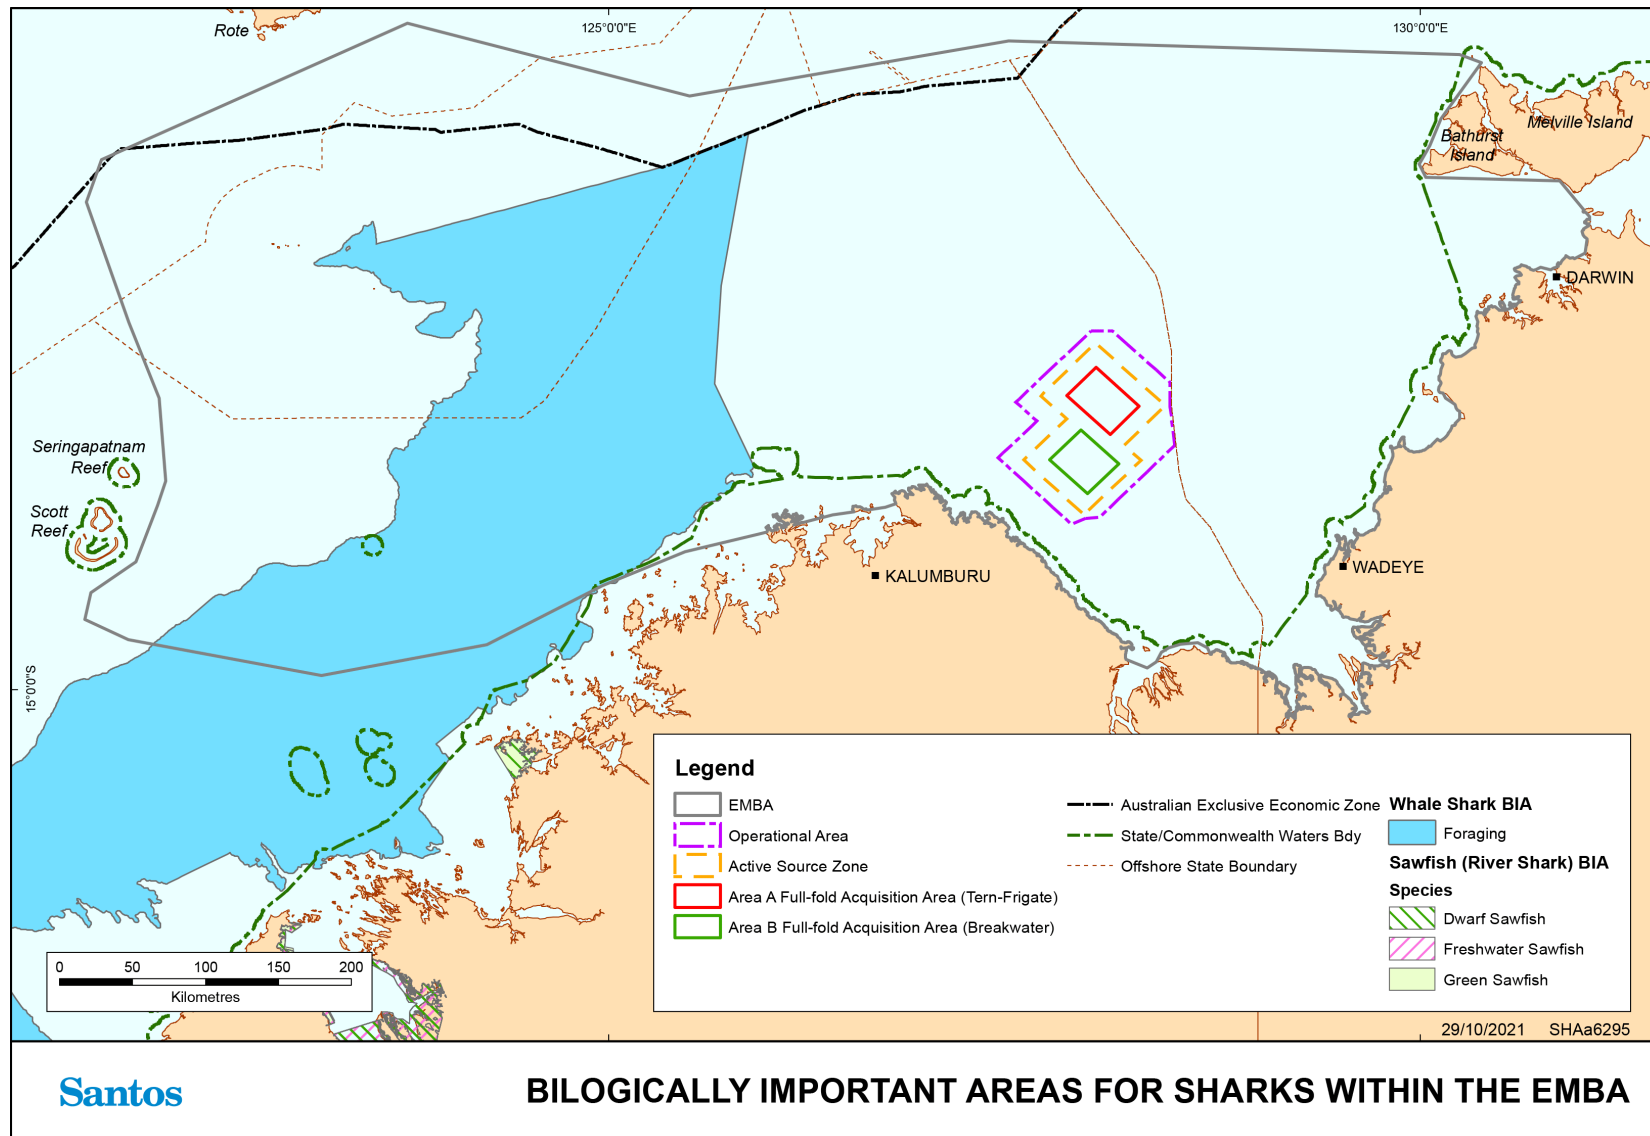 Rote
125°0'0"E
130°0'0"E
Melville Island
Bathurst
Island
DARWIN
Seringapatnam
Reef
Scott
Reef
KALUMBURU
WADEYE
15°0'0"S
Legend
EMBA
Operational Area
Active Source Zone
Area A Full-fold Acquisition Area (Tern-Frigate)
Area B Full-fold Acquisition Area (Breakwater)
Australian Exclusive Economic Zone
State/Commonwealth Waters Bdy
Offshore State Boundary
Whale Shark BIA
Foraging
Sawfish (River Shark) BIA
Species
Dwarf Sawfish
Freshwater Sawfish
Green Sawfish
0 50 100 150 200
Kilometres
29/10/2021 SHAa6295
Santos
BILOGICALLY IMPORTANT AREAS FOR SHARKS WITHIN THE EMBA